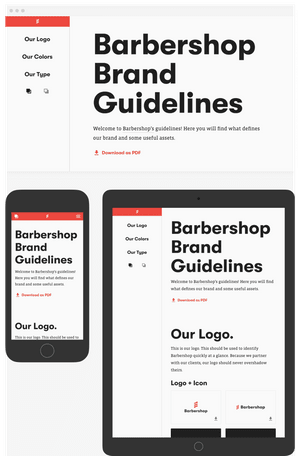 Our Logo
Our Colors
Our Type
Barbershop
Brand
Guidelines
Welcome to Barbershop's guidelines! Here you will find what defines
our brand and some useful assets.
Download as PDF
Barbershop
Brand
Guidelines
Welcome to Barbershop's guidelines!
Here you will find what defines our
brand and some useful assets.
Download as PDF
Our Logo.
This is our logo. This should be used to
Our Logo
Our Colors
Our Type
Barbershop
Brand
Guidelines
Welcome to Barbershop's guidelines! Here you will find
what defines our brand and some useful assets.
Download as PDF
Our Logo.
This is our logo. This should be used to identify
Barbershop quickly at a glance. Because we partner
with our clients, our logo should never overshadow
theirs.
Logo + Icon
Barbershop
Barbershop